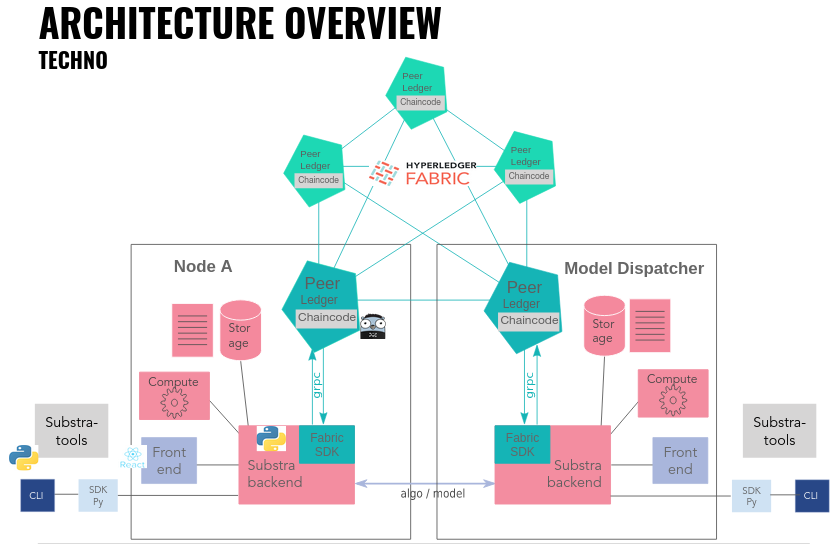 ARCHITECTURE OVERVIEW
TECHNO
Peer
Ledger
Chaincode
Peer
Ledger
Chaincode
HYPERLEDGER
FABRIC
Peer
Ledger
Chaincode
Node A
Model Dispatcher
Peer
Ledger
Chaincode
Peer
Ledger
Chaincode
Stor
age
Stor
age
grpc
grpc
Compute
Compute
Substra-
tools
Substra-
tools
React
Front
end
Fabric
SDK
Substra
backend
Fabric
SDK
Substra
backend
Front
end
algo / model
CLI
SDK
Py
SDK
Py
CLI